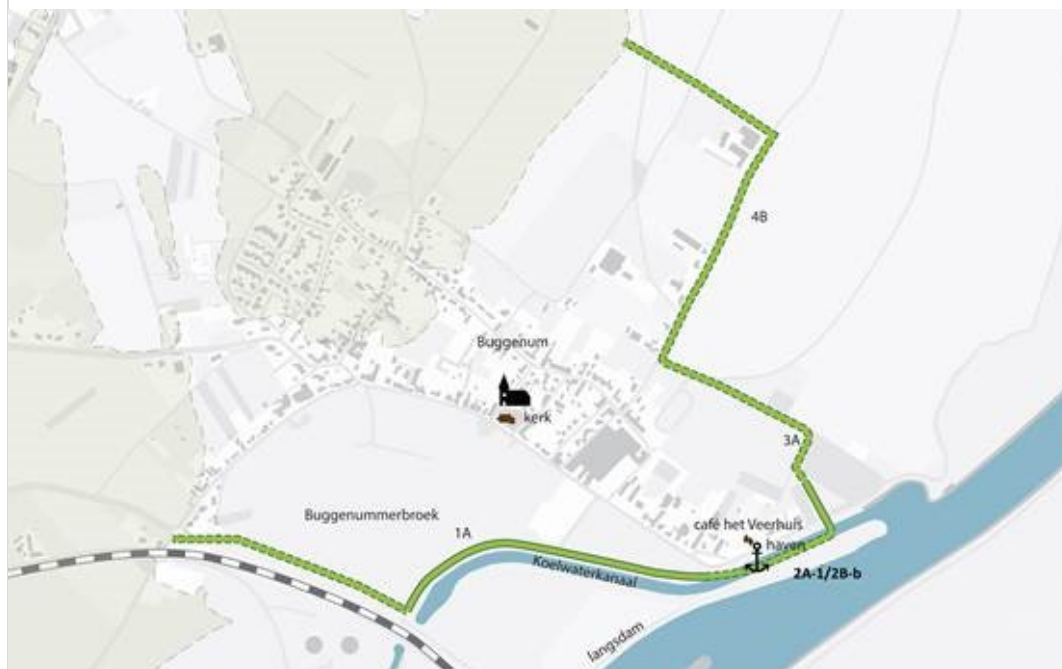 4B
Buggenum
kerk
3A
Buggenummerbroek
1A
café het Veerhuis
haven
Koelwaterkanaal
2A-1/2B-b
langsdam